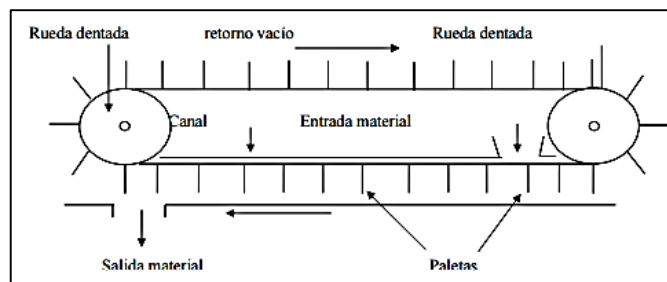 Rueda dentada retorno vacío Rueda dentada
Canal Entrada material
Salida material Paletas